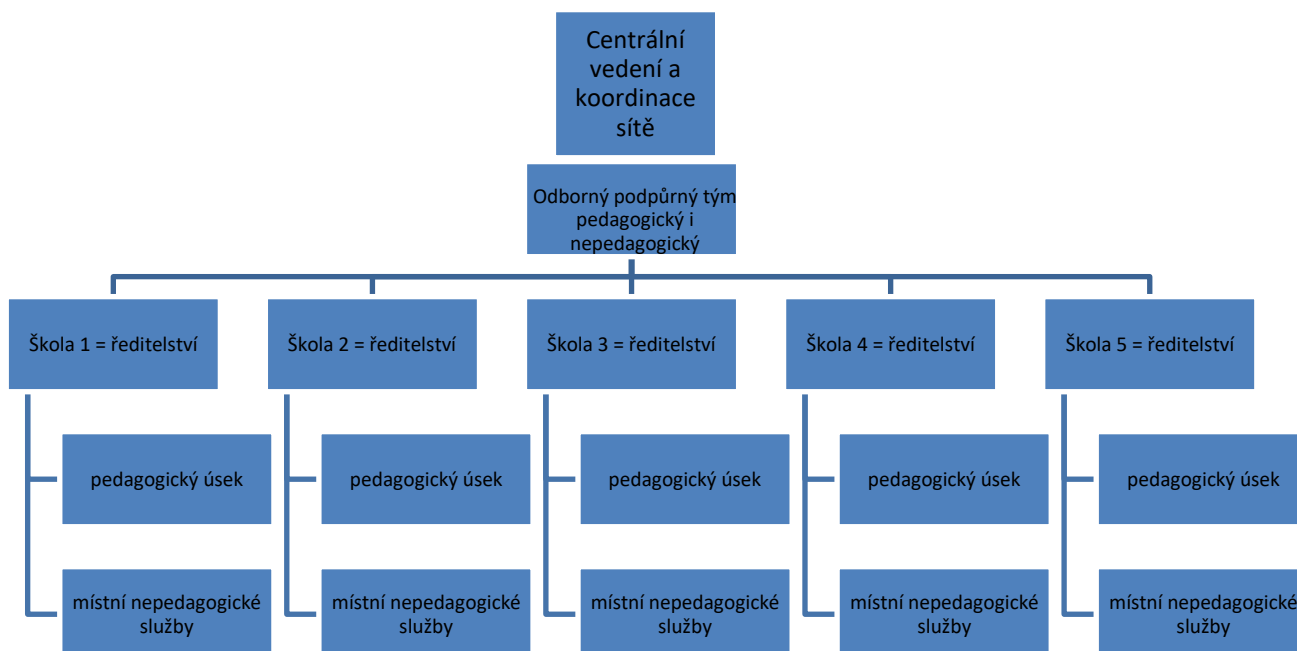 Centrální
vedení a
koordinace
sítě
Odborný podpůrný tým
pedagogický i
nepedagogický
Škola 1 = ředitelství
Škola 2 = ředitelství
Škola 3 = ředitelství
Škola 4 = ředitelství
Škola 5 = ředitelství
pedagogický úsek
pedagogický úsek
pedagogický úsek
pedagogický úsek
pedagogický úsek
místní nepedagogické
služby
místní nepedagogické
služby
místní nepedagogické
služby
místní nepedagogické
služby
místní nepedagogické
služby